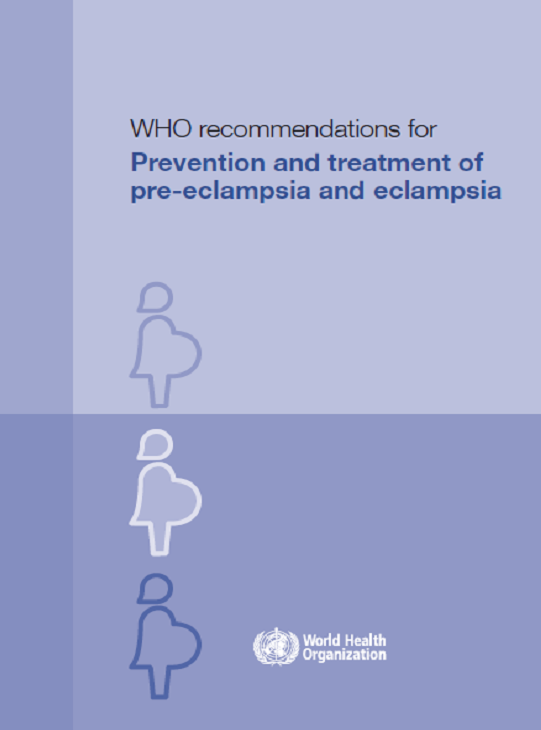 WHO recommendations for
Prevention and treatment of
pre-eclampsia and eclampsia
World Health
Organization